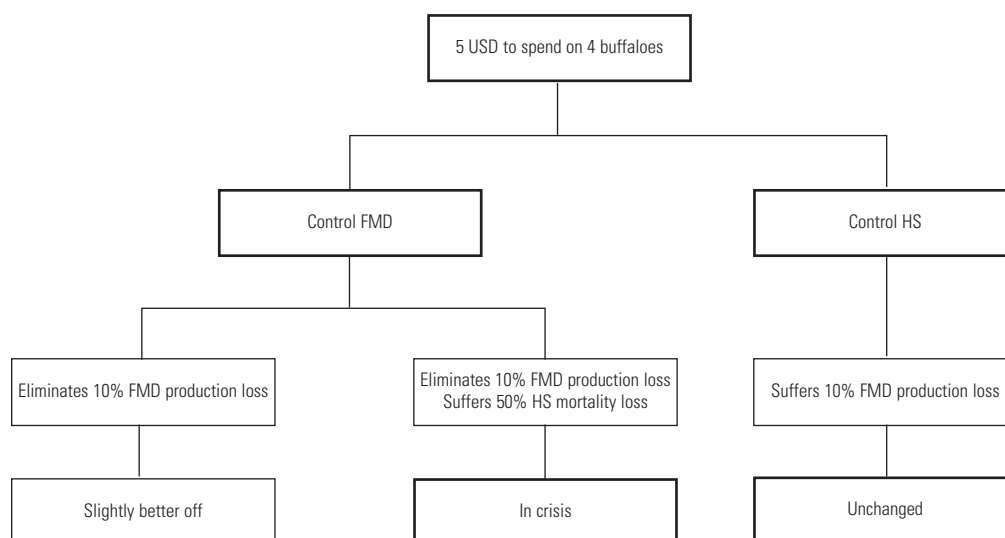 5 USD to spend on 4 buffaloes
Control FMD
Control HS
Eliminates 10% FMD production loss
Eliminates 10% FMD production loss
Suffers 50% HS mortality loss
Suffers 10% FMD production loss
Slightly better off
In crisis
Unchanged